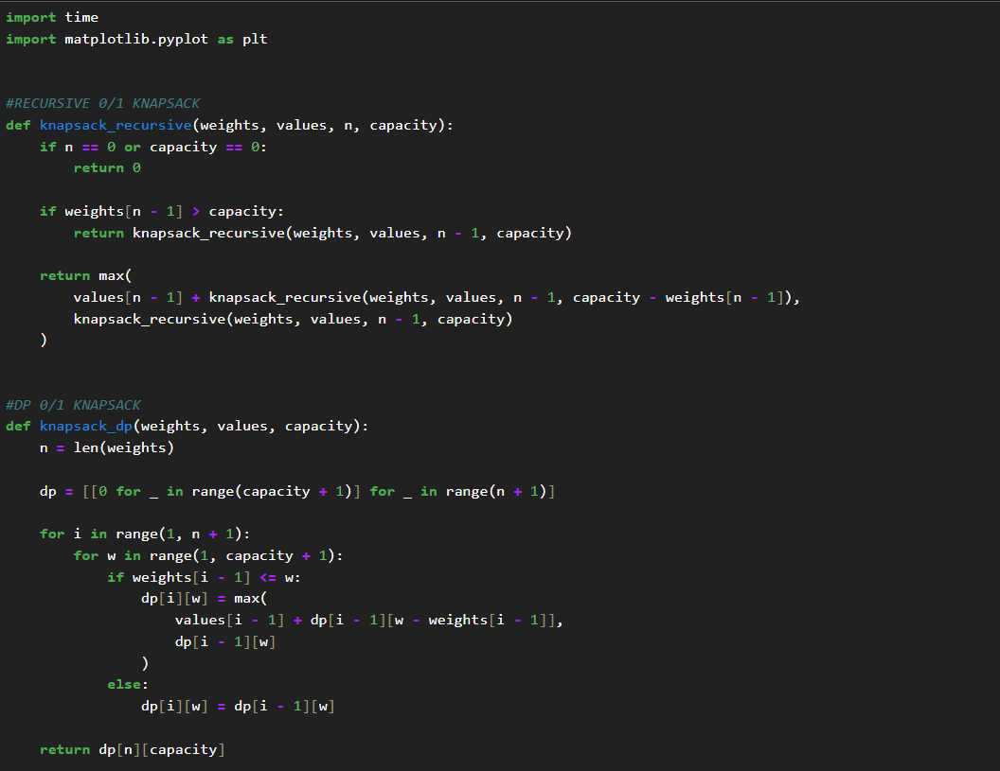 import time
import matplotlib.pyplot as plt
#RECURSIVE 0/1 KNAPSACK
def knapsack_recursive(weights, values, n, capacity):
    if n == 0 or capacity == 0:
        return 0
    if weights[n - 1] > capacity:
        return knapsack_recursive(weights, values, n - 1, capacity)
    return max(
        values[n - 1] + knapsack_recursive(weights, values, n - 1, capacity - weights[n - 1]),
        knapsack_recursive(weights, values, n - 1, capacity)
    )
#DP 0/1 KNAPSACK
def knapsack_dp(weights, values, capacity):
    n = len(weights)
    dp = [[0 for _ in range(capacity + 1)] for _ in range(n + 1)]
    for i in range(1, n + 1):
        for w in range(1, capacity + 1):
            if weights[i - 1] <= w:
                dp[i][w] = max(
                    values[i - 1] + dp[i - 1][w - weights[i - 1]],
                    dp[i - 1][w]
                )
            else:
                dp[i][w] = dp[i - 1][w]
    return dp[n][capacity]